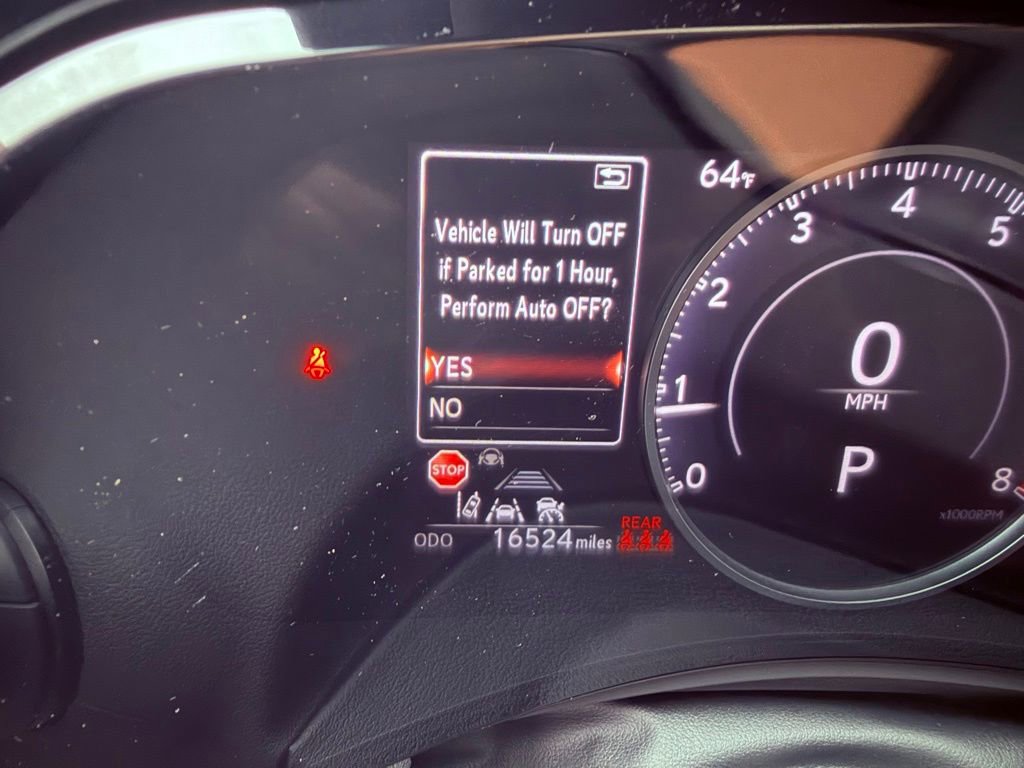 64°F
Vehicle Will Turn OFF
if Parked for 1 Hour,
Perform Auto OFF?
YES
NO
STOP
ODO 16524 miles
REAR
0
1
2
3
4
5
8
0
MPH
P
x1000RPM